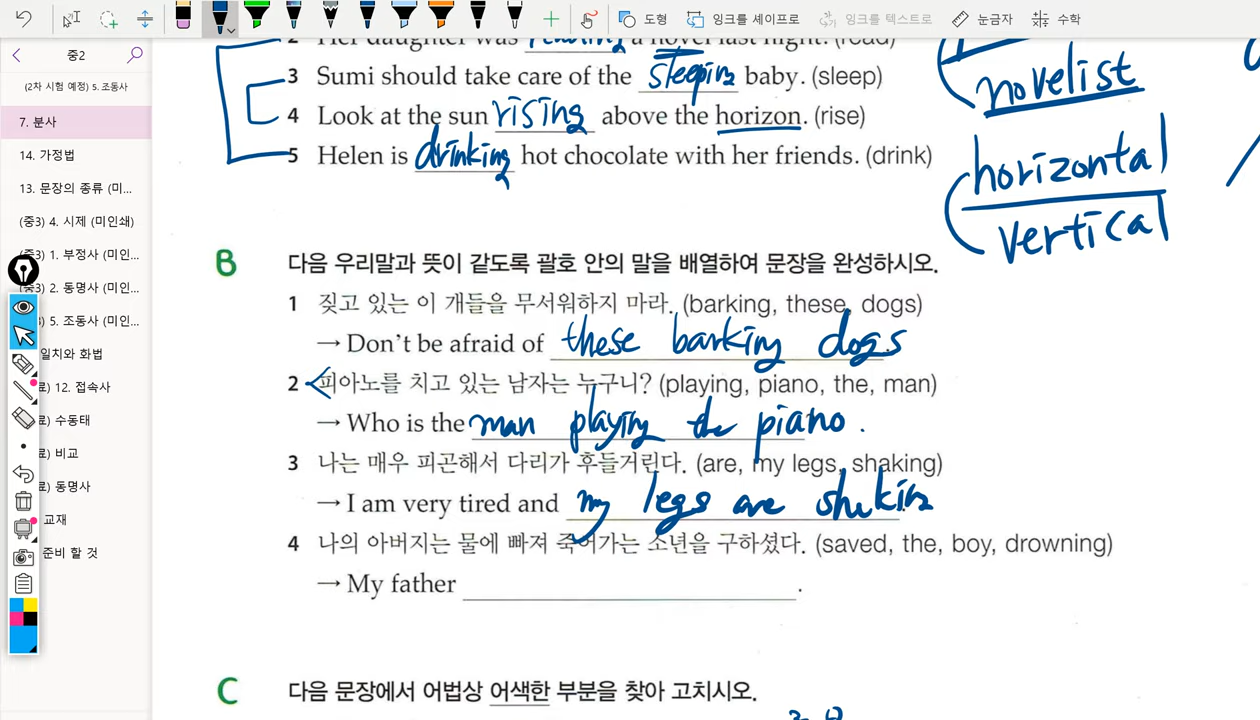 도형 잉크를 셰이프로 잉크를 텍스트로 눈금자 수학
중2
(2차 시험 예정) 5. 조동사
7. 분사
14. 가정법
13. 문장의 종류 (미...
(중3) 4. 시제 (미인쇄)
3) 1. 부정사 (미인...
3) 2. 동명사 (미인...
3) 5. 조동사 (미인...
일치와 화법
) 12. 접속사
) 수동태
) 비교
) 동명사
교재
준비 할 것
2 Her daughter was reading a novel last night. (read)
3 Sumi should take care of the sleeping baby. (sleep)
4 Look at the sun rising above the horizon. (rise)
5 Helen is drinking hot chocolate with her friends. (drink)
novelist
horizontal
vertical
B 다음 우리말과 뜻이 같도록 괄호 안의 말을 배열하여 문장을 완성하시오.
1 짖고 있는 이 개들을 무서워하지 마라. (barking, these, dogs)
→ Don't be afraid of these barking dogs
2 피아노를 치고 있는 남자는 누구니? (playing, piano, the, man)
→ Who is the man playing the piano.
3 나는 매우 피곤해서 다리가 후들거린다. (are, my legs, shaking)
→ I am very tired and my legs are shaking
4 나의 아버지는 물에 빠져 죽어가는 소년을 구하셨다. (saved, the, boy, drowning)
→ My father .
C 다음 문장에서 어법상 어색한 부분을 찾아 고치시오.